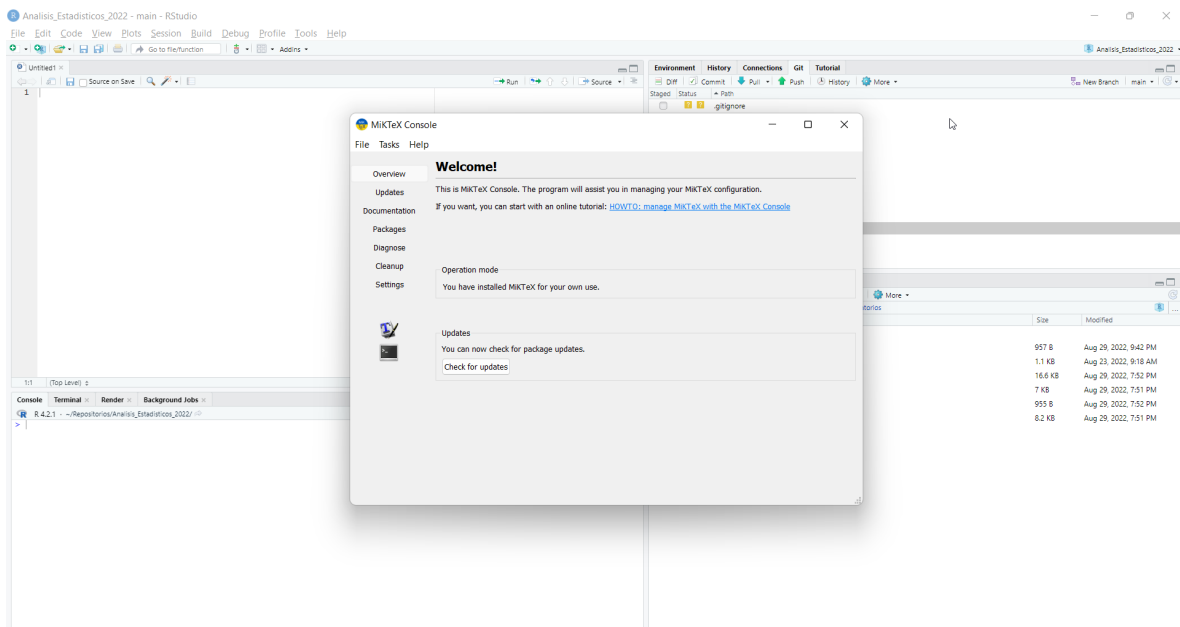 Analisis_Estadisticos_2022 - main - RStudio
File Edit Code View Plots Session Build Debug Profile Tools Help
Go to file/function Addins Analisis_Estadisticos_2022
Untitled1
Source on Save Run Source
1
1:1 (Top Level)
Console Terminal Render Background Jobs
R 4.2.1 · ~/Repositorios/Analisis_Estadisticos_2022/
>
Environment History Connections Git Tutorial
Diff Commit Pull Push History More New Branch main
Staged Status Path
? ? .gitignore
MiKTeX Console
File Tasks Help
Overview
Updates
Documentation
Packages
Diagnose
Cleanup
Settings
Welcome!
This is MiKTeX Console. The program will assist you in managing your MiKTeX configuration.
If you want, you can start with an online tutorial: HOWTO: manage MiKTeX with the MiKTeX Console
Operation mode
You have installed MiKTeX for your own use.
Updates
You can now check for package updates.
Check for updates
More
...
Size Modified
957 B Aug 29, 2022, 9:42 PM
1.1 KB Aug 23, 2022, 9:18 AM
16.6 KB Aug 29, 2022, 7:52 PM
7 KB Aug 29, 2022, 7:51 PM
955 B Aug 29, 2022, 7:52 PM
8.2 KB Aug 29, 2022, 7:51 PM